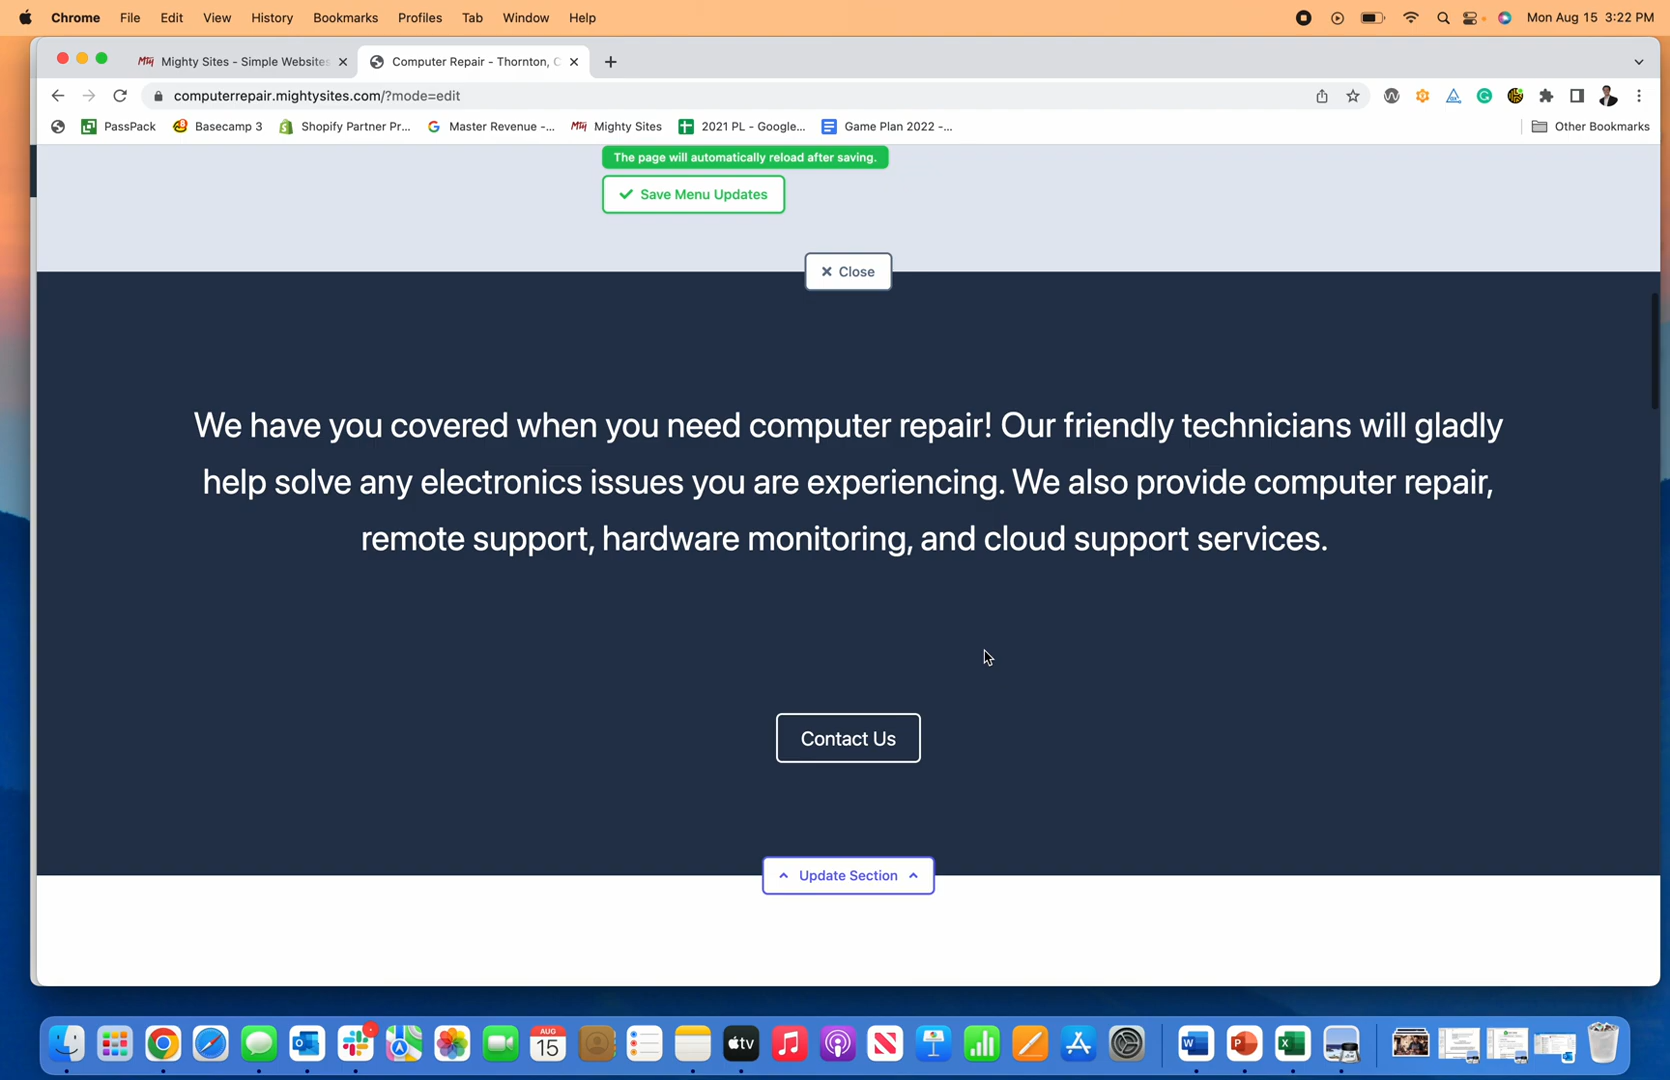 Chrome File Edit View History Bookmarks Profiles Tab Window Help Mon Aug 15 3:22 PM
Mighty Sites - Simple Websites Computer Repair - Thornton, C
computerrepair.mightysites.com/?mode=edit
PassPack Basecamp 3 Shopify Partner Pr... Master Revenue -... Mighty Sites 2021 PL - Google... Game Plan 2022 -... Other Bookmarks
The page will automatically reload after saving.
Save Menu Updates
Close
We have you covered when you need computer repair! Our friendly technicians will gladly
help solve any electronics issues you are experiencing. We also provide computer repair,
remote support, hardware monitoring, and cloud support services.
Contact Us
Update Section
AUG
15
tv